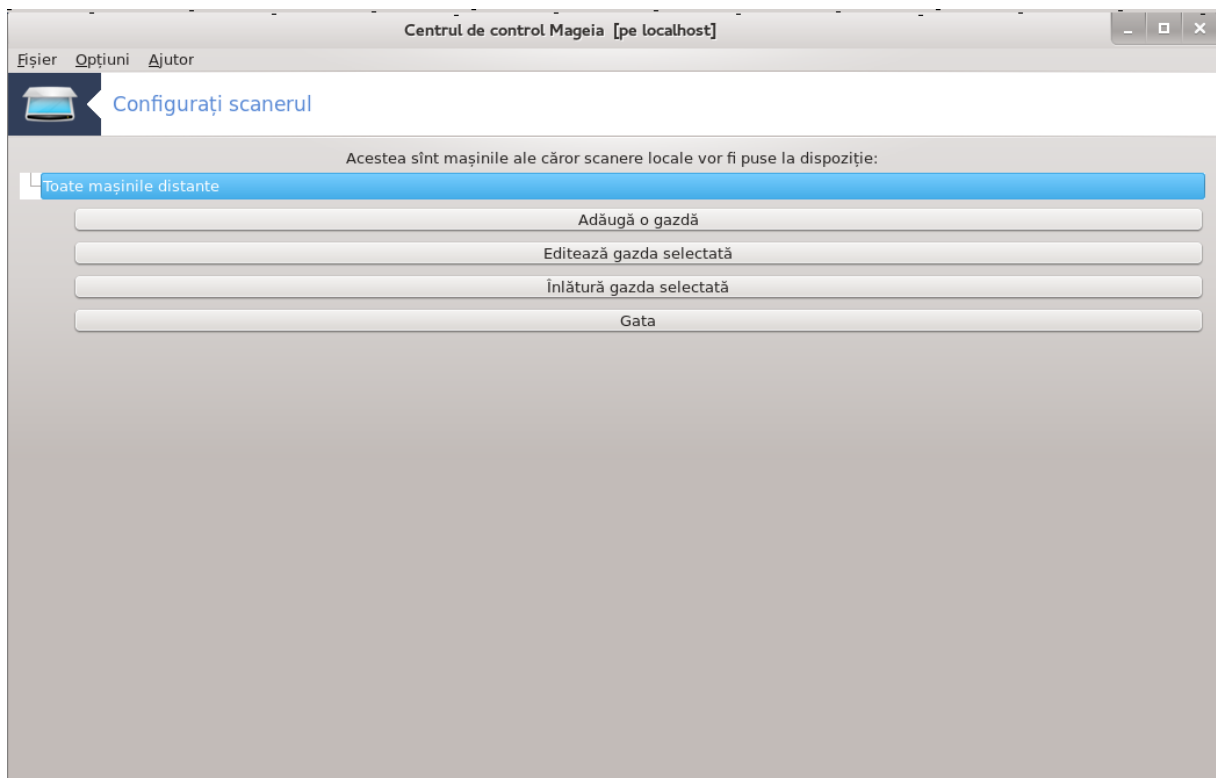 Centrul de control Mageia [pe localhost]
Fișier Opțiuni Ajutor
Configurați scanerul
Acestea sînt mașinile ale căror scanere locale vor fi puse la dispoziție:
Toate mașinile distante
Adăugă o gazdă
Editează gazda selectată
Înlătură gazda selectată
Gata